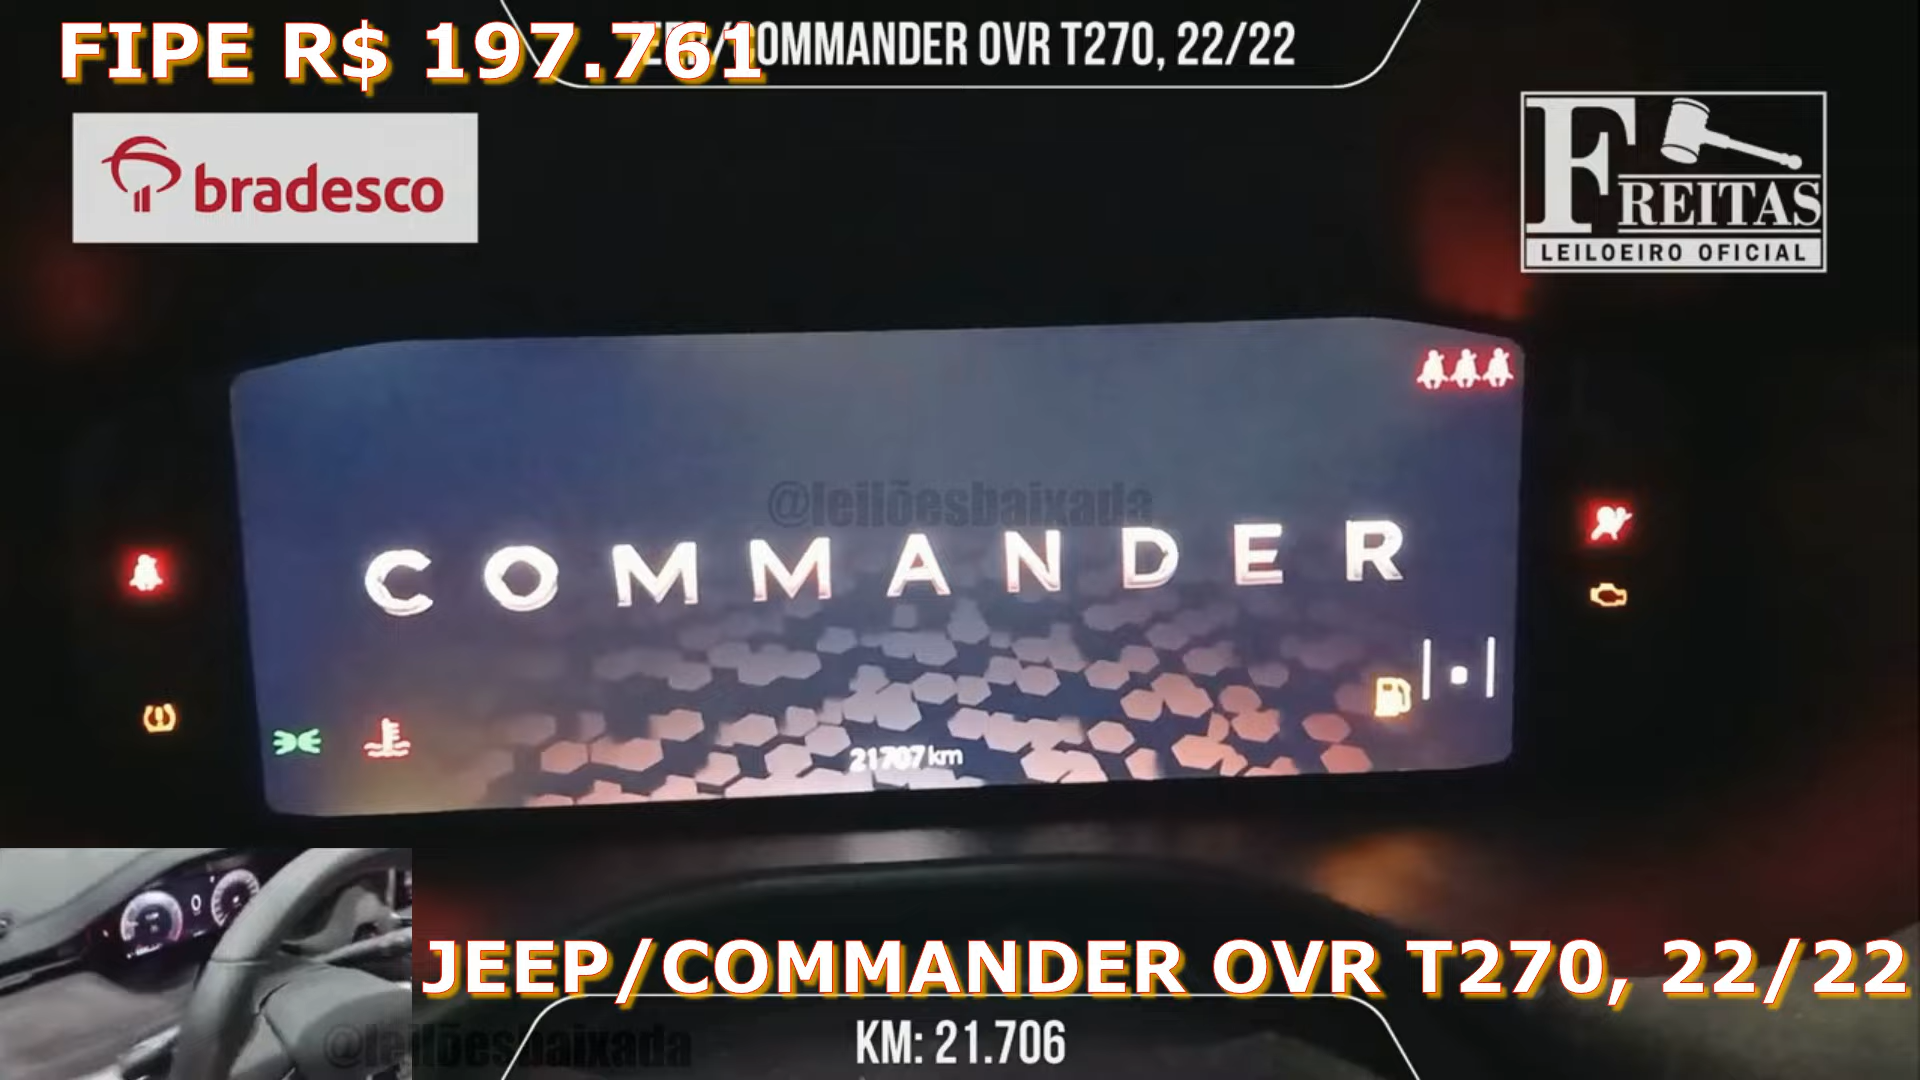 FIPE R$ 197.761
COMMANDER OVR T270, 22/22
bradesco
FREITAS
LEILOEIRO OFICIAL
@leilõesbaixada
COMMANDER
21707 km
JEEP/COMMANDER OVR T270, 22/22
@leilõesbaixada
KM: 21.706